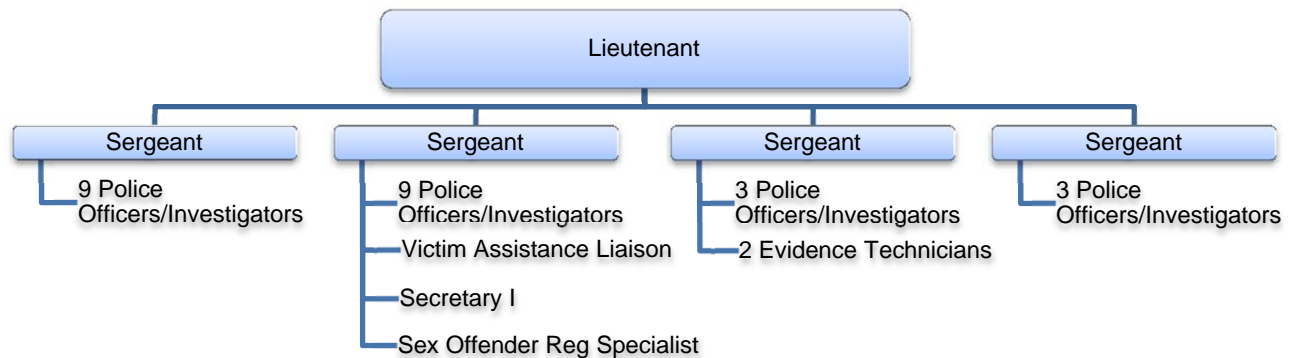 Lieutenant
Sergeant
9 Police
Officers/Investigators
Sergeant
9 Police
Officers/Investigators
Victim Assistance Liaison
Secretary I
Sex Offender Reg Specialist
Sergeant
3 Police
Officers/Investigators
2 Evidence Technicians
Sergeant
3 Police
Officers/Investigators